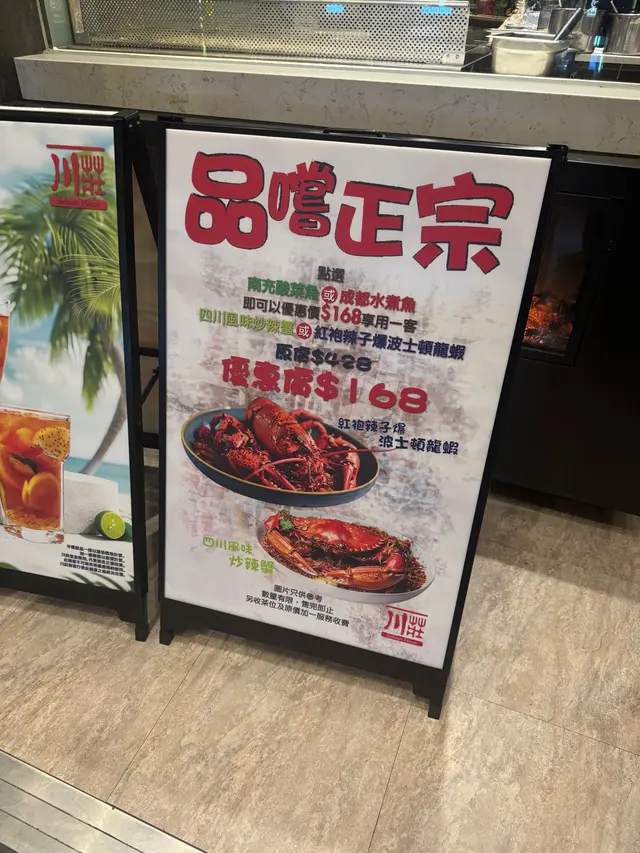 川莊
品嚐正宗
點選
南充酸菜魚或成都水煮魚
即可以優惠價$168享用一客
四川風味炒辣蟹或紅袍辣子爆波士頓龍蝦
原價$428
優惠價$168
紅袍辣子爆
波士頓龍蝦
四川風味
炒辣蟹
圖片只供參考
數量有限，售完即止
另收茶位及原價加一服務收費
川莊